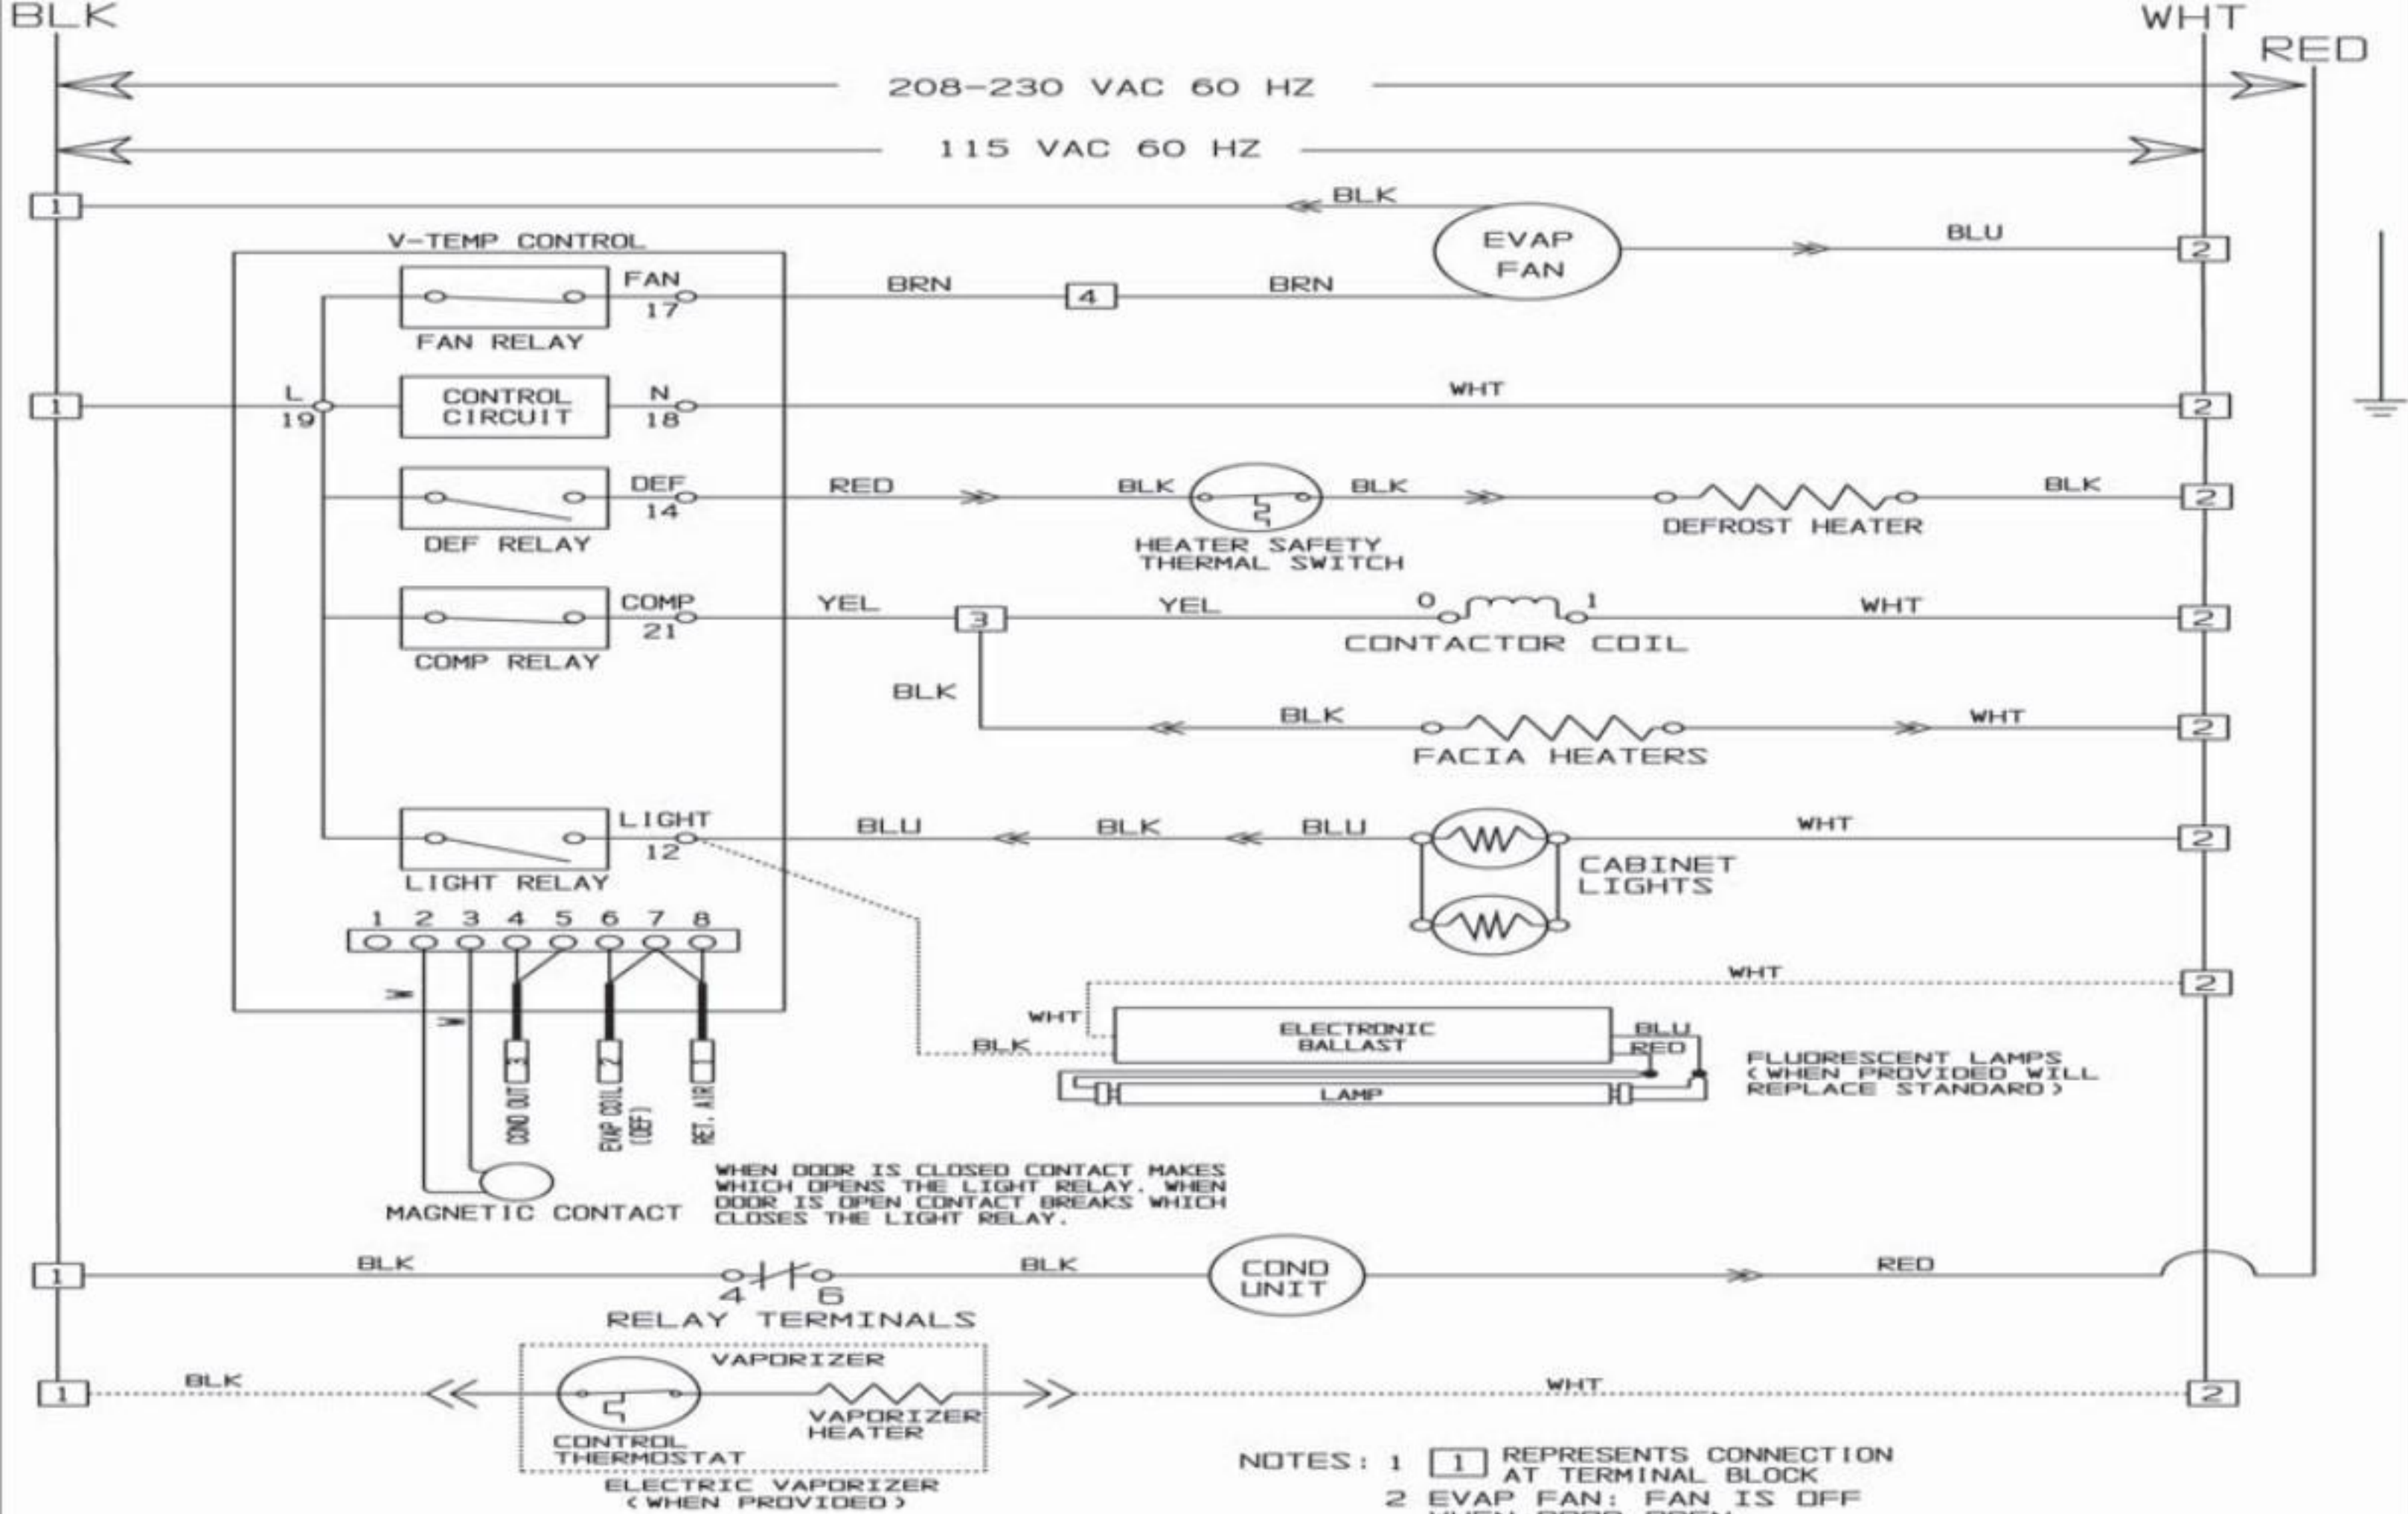 BLK
WHT
RED
208-230 VAC 60 HZ
115 VAC 60 HZ
1
BLK
EVAP
FAN
BLU
2
V-TEMP CONTROL
FAN
17
FAN RELAY
BRN
4
BRN
1
L
19
CONTROL
CIRCUIT
N
18
WHT
2
DEF
14
DEF RELAY
RED
BLK
BLK
HEATER SAFETY
THERMAL SWITCH
DEFROST HEATER
BLK
2
COMP
21
COMP RELAY
YEL
3
YEL
0
1
CONTACTOR COIL
WHT
2
BLK
BLK
FACIA HEATERS
WHT
2
LIGHT
12
LIGHT RELAY
BLU
BLK
BLU
CABINET
LIGHTS
WHT
2
1 2 3 4 5 6 7 8
WHT
2
WHT
BLK
ELECTRONIC
BALLAST
BLU
RED
LAMP
FLUORESCENT LAMPS
(WHEN PROVIDED WILL
REPLACE STANDARD)
3
COND OUT
2
EVAP COIL
(DEF)
1
RET. AIR
MAGNETIC CONTACT
WHEN DOOR IS CLOSED CONTACT MAKES
WHICH OPENS THE LIGHT RELAY. WHEN
DOOR IS OPEN CONTACT BREAKS WHICH
CLOSES THE LIGHT RELAY.
1
BLK
4
6
RELAY TERMINALS
BLK
COND
UNIT
RED
1
BLK
VAPORIZER
VAPORIZER
HEATER
CONTROL
THERMOSTAT
ELECTRIC VAPORIZER
(WHEN PROVIDED)
WHT
2
NOTES: 1 1 REPRESENTS CONNECTION
AT TERMINAL BLOCK
2 EVAP FAN: FAN IS OFF